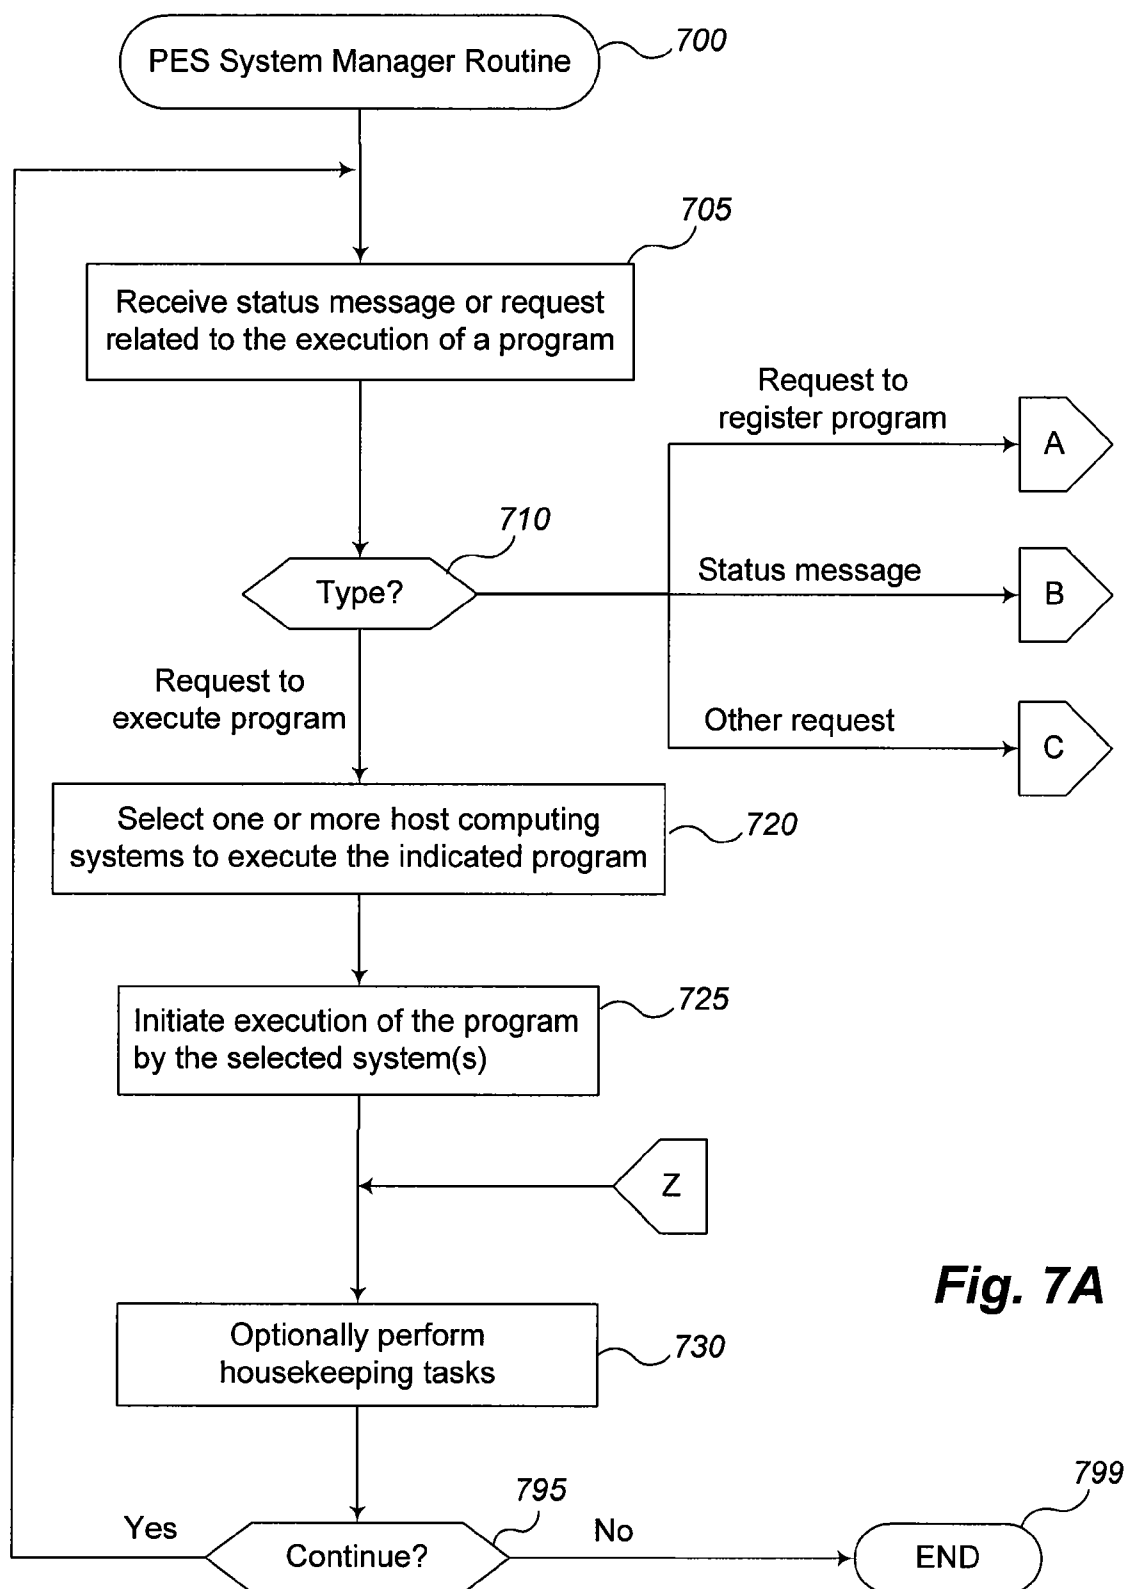 PES System Manager Routine
700
705
Receive status message or request
related to the execution of a program
Request to
register program
A
710
Type?
Status message
B
Request to
execute program
Other request
C
Select one or more host computing
systems to execute the indicated program
720
Initiate execution of the program
by the selected system(s)
725
Z
Fig. 7A
Optionally perform
housekeeping tasks
730
795
799
Yes
Continue?
No
END